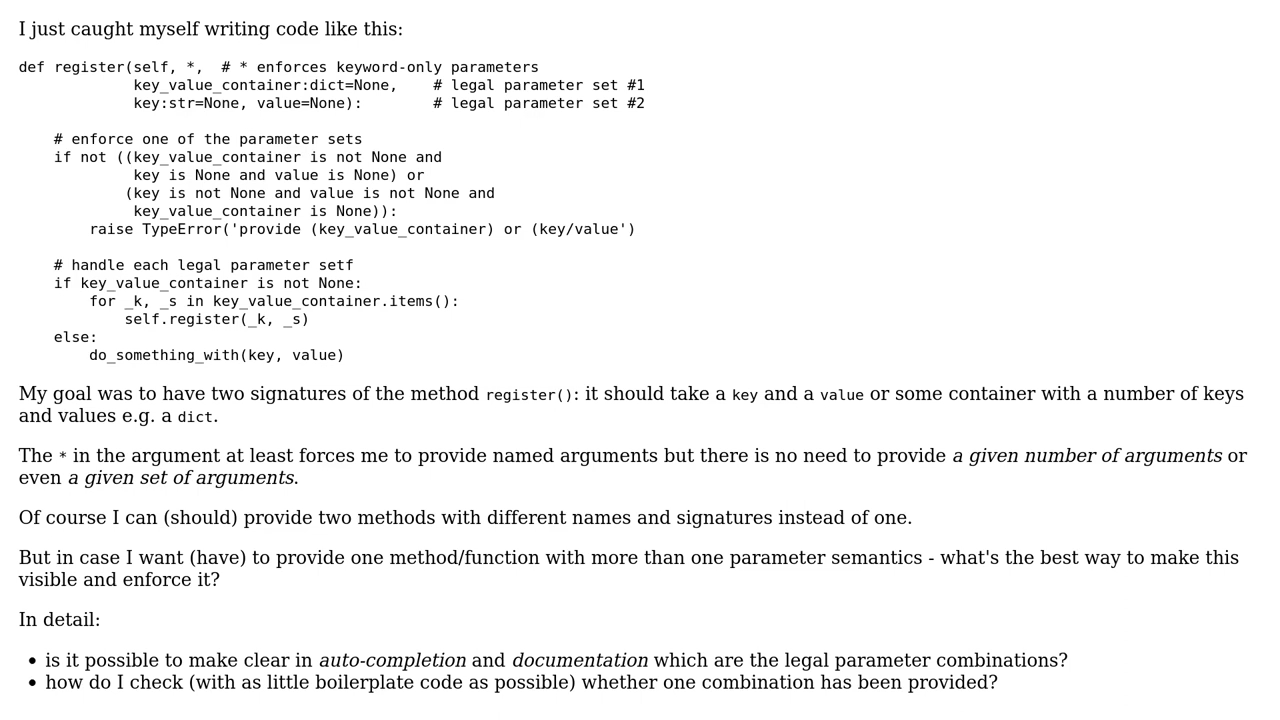 I just caught myself writing code like this:
def register(self, *,  # * enforces keyword-only parameters
             key_value_container:dict=None,    # legal parameter set #1
             key:str=None, value=None):        # legal parameter set #2
    # enforce one of the parameter sets
    if not ((key_value_container is not None and
             key is None and value is None) or
            (key is not None and value is not None and
             key_value_container is None)):
        raise TypeError('provide (key_value_container) or (key/value')
    # handle each legal parameter setf
    if key_value_container is not None:
        for _k, _s in key_value_container.items():
            self.register(_k, _s)
    else:
        do_something_with(key, value)
My goal was to have two signatures of the method register(): it should take a key and a value or some container with a number of keys
and values e.g. a dict.
The * in the argument at least forces me to provide named arguments but there is no need to provide a given number of arguments or
even a given set of arguments.
Of course I can (should) provide two methods with different names and signatures instead of one.
But in case I want (have) to provide one method/function with more than one parameter semantics - what's the best way to make this
visible and enforce it?
In detail:
• is it possible to make clear in auto-completion and documentation which are the legal parameter combinations?
• how do I check (with as little boilerplate code as possible) whether one combination has been provided?